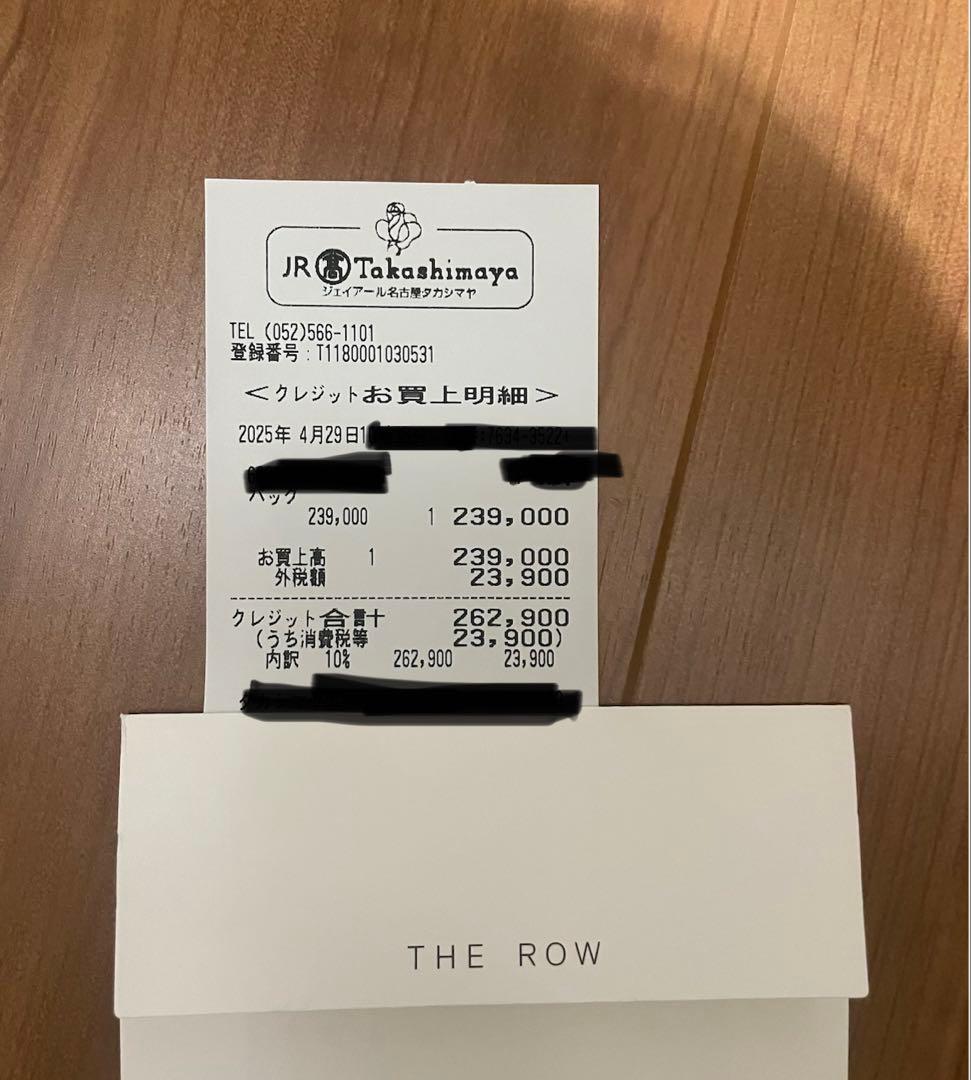 JR 髙 Takashimaya
ジェイアール名古屋タカシマヤ
TEL (052)566-1101
登録番号：T1180001030531
＜クレジットお買上明細＞
2025年 4月29日1 :7634-3522
バッグ
239,000 1 239,000
お買上高 1 239,000
外税額 23,900
クレジット合計 262,900
(うち消費税等 23,900)
内訳 10% 262,900 23,900
THE ROW